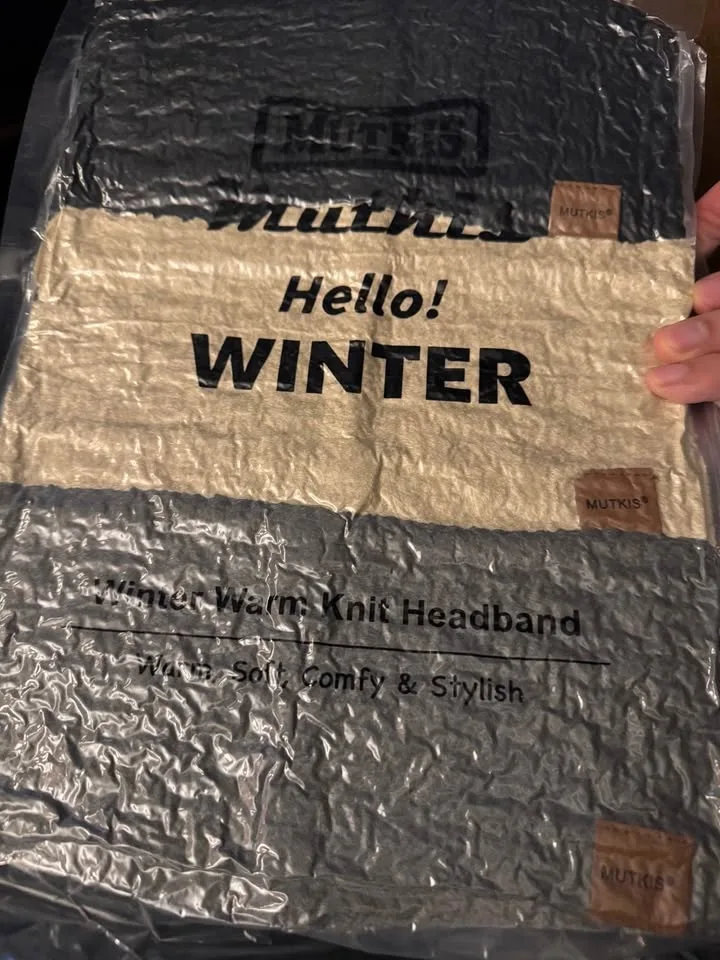 MUTKIS
Mutkis
MUTKIS®
Hello!
WINTER
MUTKIS®
Winter Warm Knit Headband
Warm, Soft, Comfy & Stylish
MUTKIS®